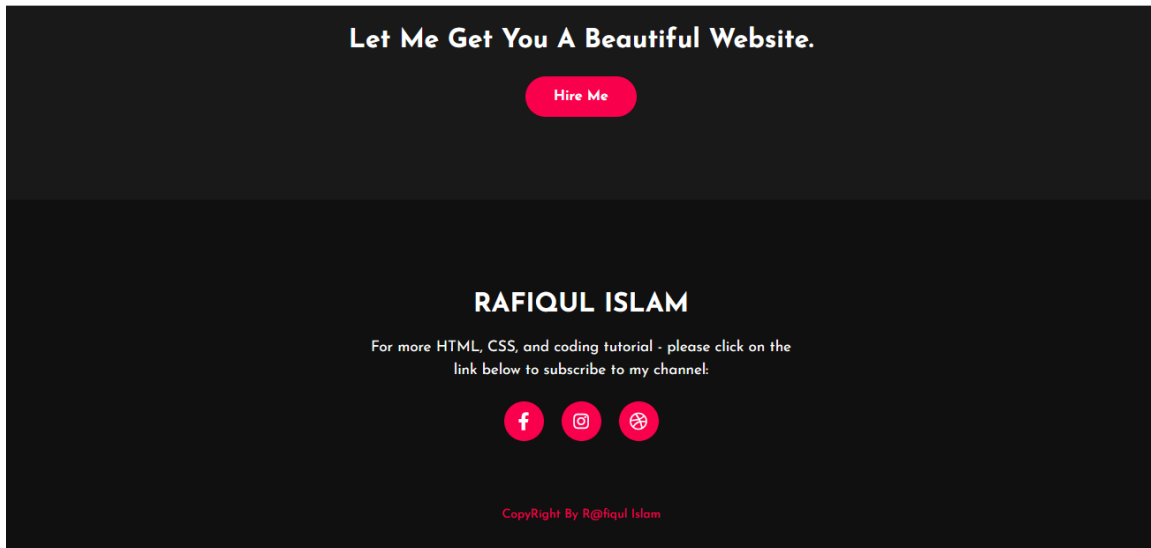 Let Me Get You A Beautiful Website.
Hire Me
RAFIQUL ISLAM
For more HTML, CSS, and coding tutorial - please click on the
link below to subscribe to my channel:
CopyRight By R@fiqul Islam